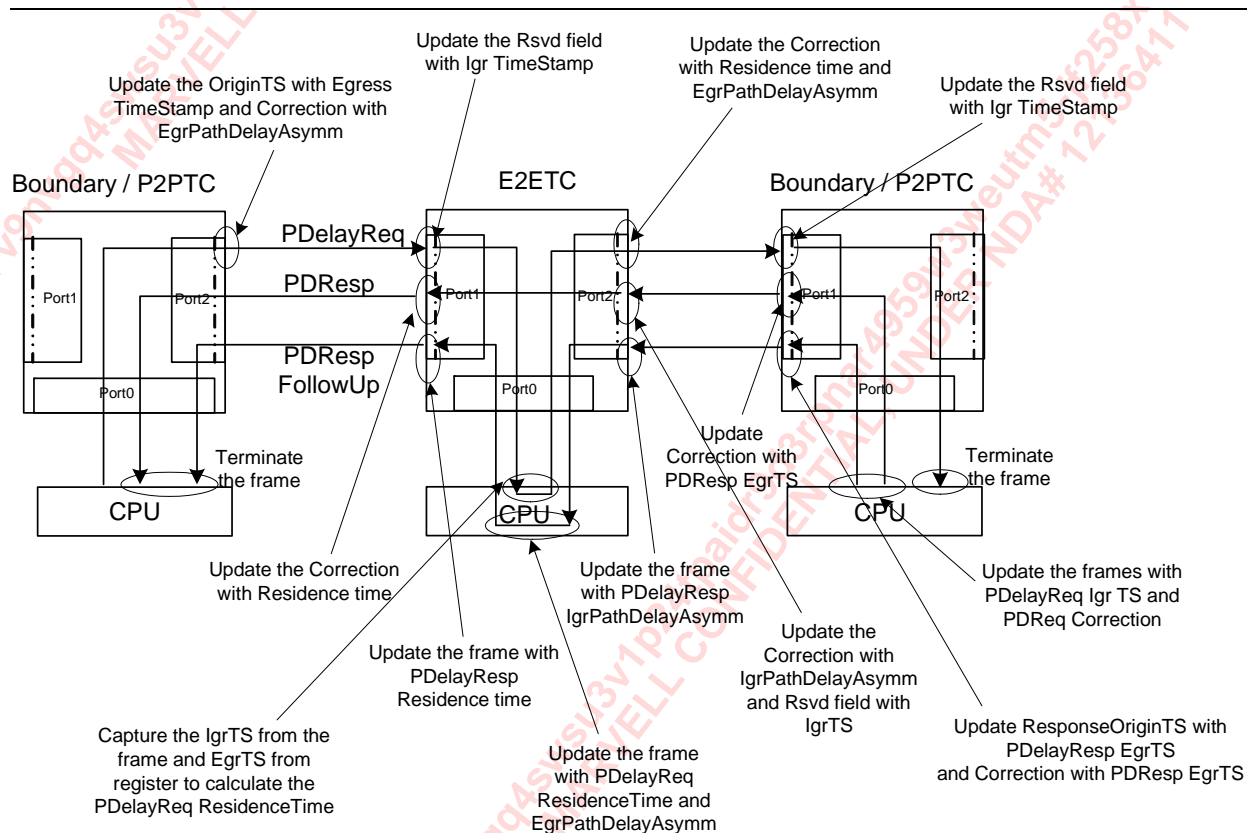 Update the Rsvd field
with Igr TimeStamp
Update the Correction
with Residence time and
EgrPathDelayAsymm
Update the OriginTS with Egress
TimeStamp and Correction with
EgrPathDelayAsymm
Update the Rsvd field
with Igr TimeStamp
Boundary / P2PTC
E2ETC
Boundary / P2PTC
PDelayReq
PDResp
PDResp
FollowUp
Port1
Port2
Port0
Port1
Port2
Port0
Port1
Port2
Port0
Terminate
the frame
CPU
CPU
Update
Correction with
PDResp EgrTS
Terminate
the frame
CPU
Update the Correction
with Residence time
Update the frame
with PDelayResp
IgrPathDelayAsymm
Update the frames with
PDelayReq Igr TS and
PDReq Correction
Update the frame with
PDelayResp
Residence time
Update the
Correction with
IgrPathDelayAsymm
and Rsvd field with
IgrTS
Capture the IgrTS from the
frame and EgrTS from
register to calculate the
PDelayReq ResidenceTime
Update the frame
with PDelayReq
ResidenceTime and
EgrPathDelayAsymm
Update ResponseOriginTS with
PDelayResp EgrTS
and Correction with PDResp EgrTS
MARVELL CONFIDENTIAL, UNDER NDA# 12136411